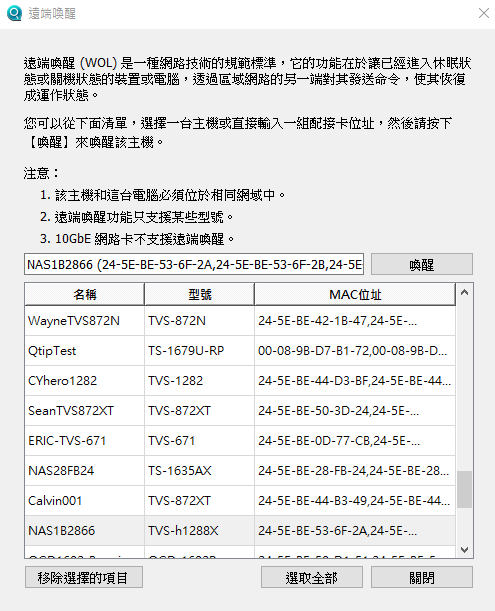 遠端喚醒
遠端喚醒 (WOL) 是一種網路技術的規範標準，它的功能在於讓已經進入休眠狀
態或關機狀態的裝置或電腦，透過區域網路的另一端對其發送命令，使其恢復
成運作狀態。
您可以從下面清單，選擇一台主機或直接輸入一組配接卡位址，然後請按下
【喚醒】來喚醒該主機。
注意：
1. 該主機和這台電腦必須位於相同網域中。
2. 遠端喚醒功能只支援某些型號。
3. 10GbE 網路卡不支援遠端喚醒。
NAS1B2866 (24-5E-BE-53-6F-2A,24-5E-BE-53-6F-2B,24-5E 喚醒
名稱 型號 MAC位址
WayneTVS872N TVS-872N 24-5E-BE-42-1B-47,24-5E-...
QtipTest TS-1679U-RP 00-08-9B-D7-B1-72,00-08-9B-D...
CYhero1282 TVS-1282 24-5E-BE-44-D3-BF,24-5E-BE-44...
SeanTVS872XT TVS-872XT 24-5E-BE-50-3D-24,24-5E-...
ERIC-TVS-671 TVS-671 24-5E-BE-0D-77-CB,24-5E-...
NAS28FB24 TS-1635AX 24-5E-BE-28-FB-24,24-5E-BE-28...
Calvin001 TVS-872XT 24-5E-BE-44-B3-49,24-5E-BE-44...
NAS1B2866 TVS-h1288X 24-5E-BE-53-6F-2A,24-5E-...
移除選擇的項目 選取全部 關閉